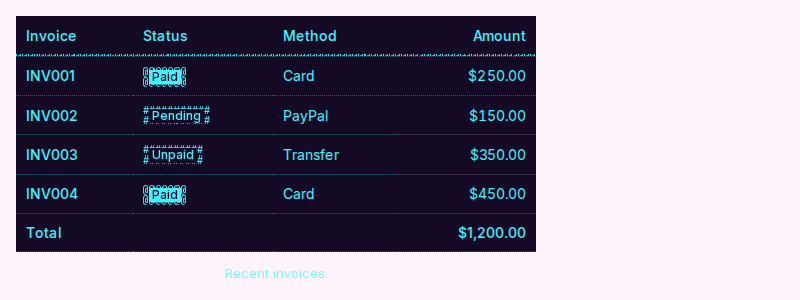 Invoice Status Method Amount
INV001 Paid Card $250.00
INV002 Pending PayPal $150.00
INV003 Unpaid Transfer $350.00
INV004 Paid Card $450.00
Total $1,200.00
Recent invoices.